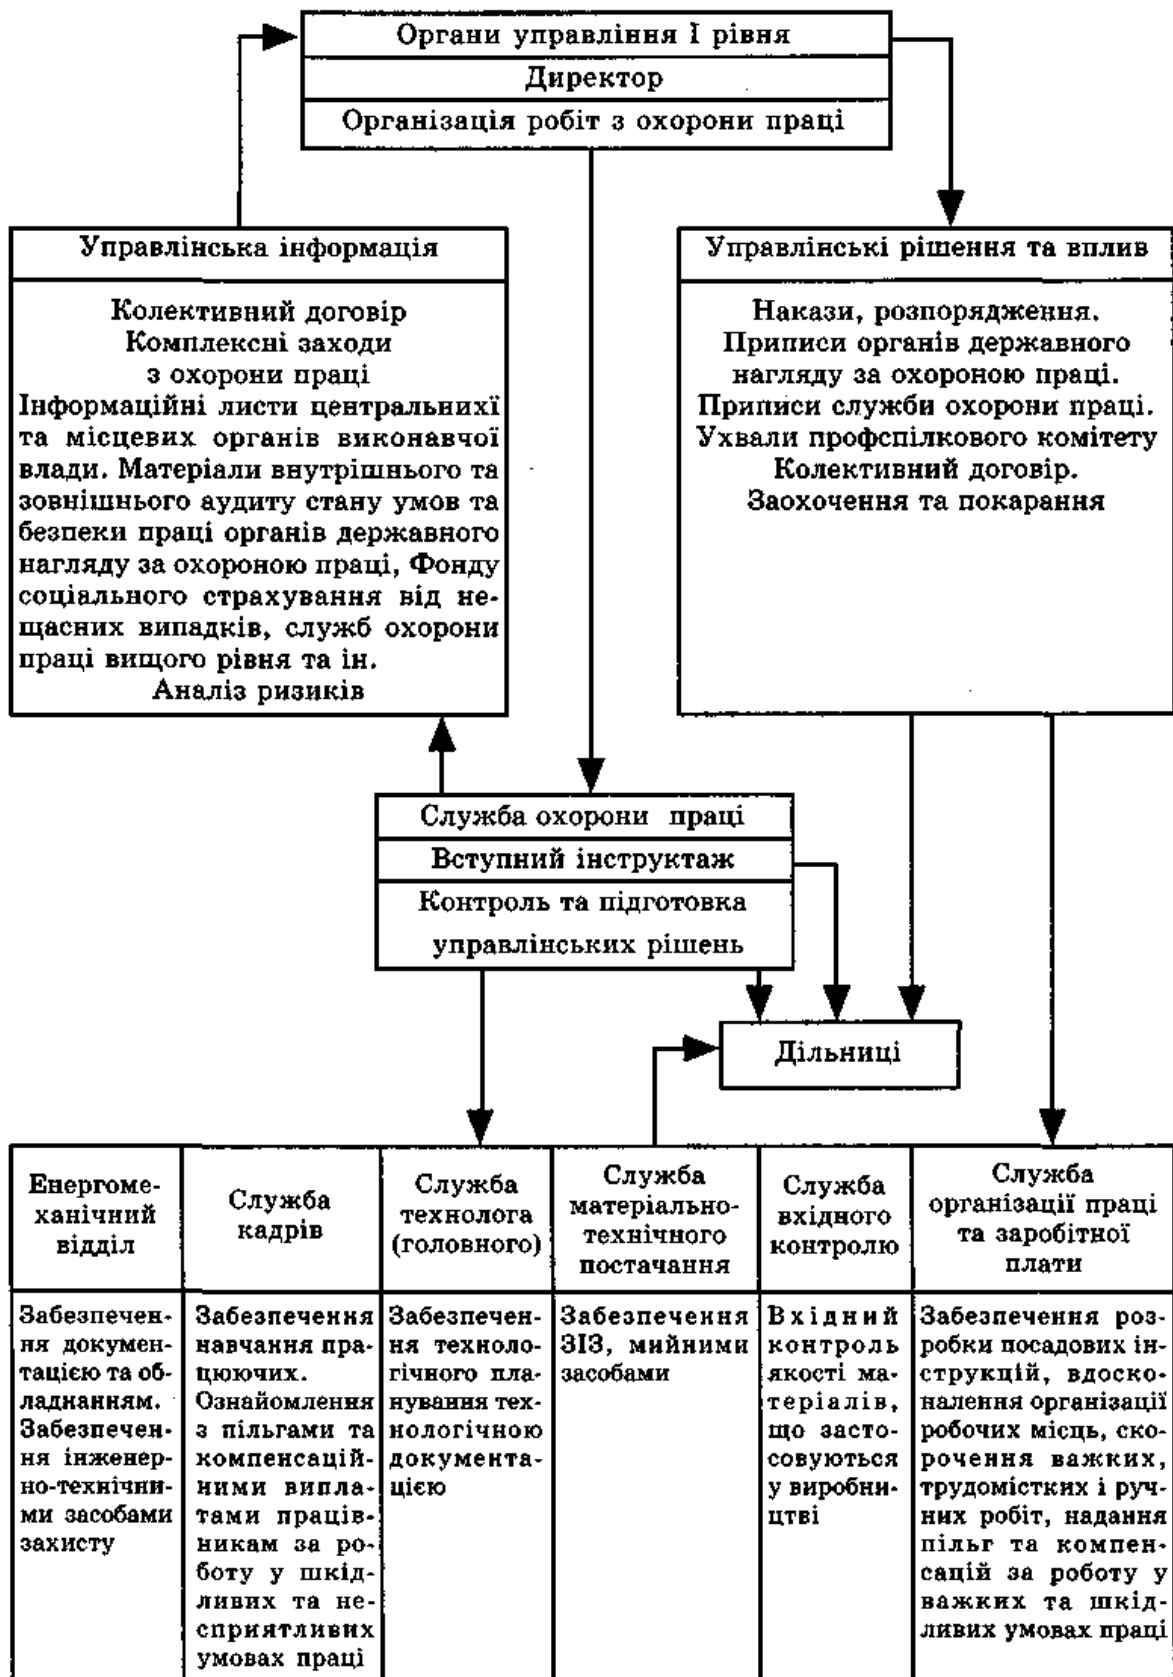 Органи управління I рівня
Директор
Організація робіт з охорони праці
Управлінська інформація
Колективний договір
Комплексні заходи
з охорони праці
Інформаційні листи центральнихї
та місцевих органів виконавчої
влади. Матеріали внутрішнього та
зовнішнього аудиту стану умов та
безпеки праці органів державного
нагляду за охороною праці, Фонду
соціального страхування від не-
щасних випадків, служб охорони
праці вищого рівня та ін.
Аналіз ризиків
Управлінські рішення та вплив
Накази, розпорядження.
Приписи органів державного
нагляду за охороною праці.
Приписи служби охорони праці.
Ухвали профспілкового комітету
Колективний договір.
Заохочення та покарання
Служба охорони праці
Вступний інструктаж
Контроль та підготовка
управлінських рішень
Дільниці
Енергоме-
ханічний
відділ
Забезпечен-
ня докумен-
тацією та об-
ладнанням.
Забезпечен-
ня інженер-
но-технічни-
ми засобами
захисту
Служба
кадрів
Забезпечення
навчання пра-
цюючих.
Ознайомлення
з пільгами та
компенсацій-
ними випла-
тами праців-
никам за ро-
боту у шкід-
ливих та не-
сприятливих
умовах праці
Служба
технолога
(головного)
Забезпечен-
ня техноло-
гічного пла-
нування тех-
нологічною
документа-
цією
Служба
матеріально-
технічного
постачання
Забезпечення
ЗІЗ, мийними
засобами
Служба
вхідного
контролю
Вхідний
контроль
якості ма-
теріалів,
що засто-
совуються
у виробни-
цтві
Служба
організації праці
та заробітної
плати
Забезпечення роз-
робки посадових ін-
струкцій, вдоско-
налення організації
робочих місць, ско-
рочення важких,
трудомістких і руч-
них робіт, надання
пільг та компен-
сацій за роботу у
важких та шкід-
ливих умовах праці